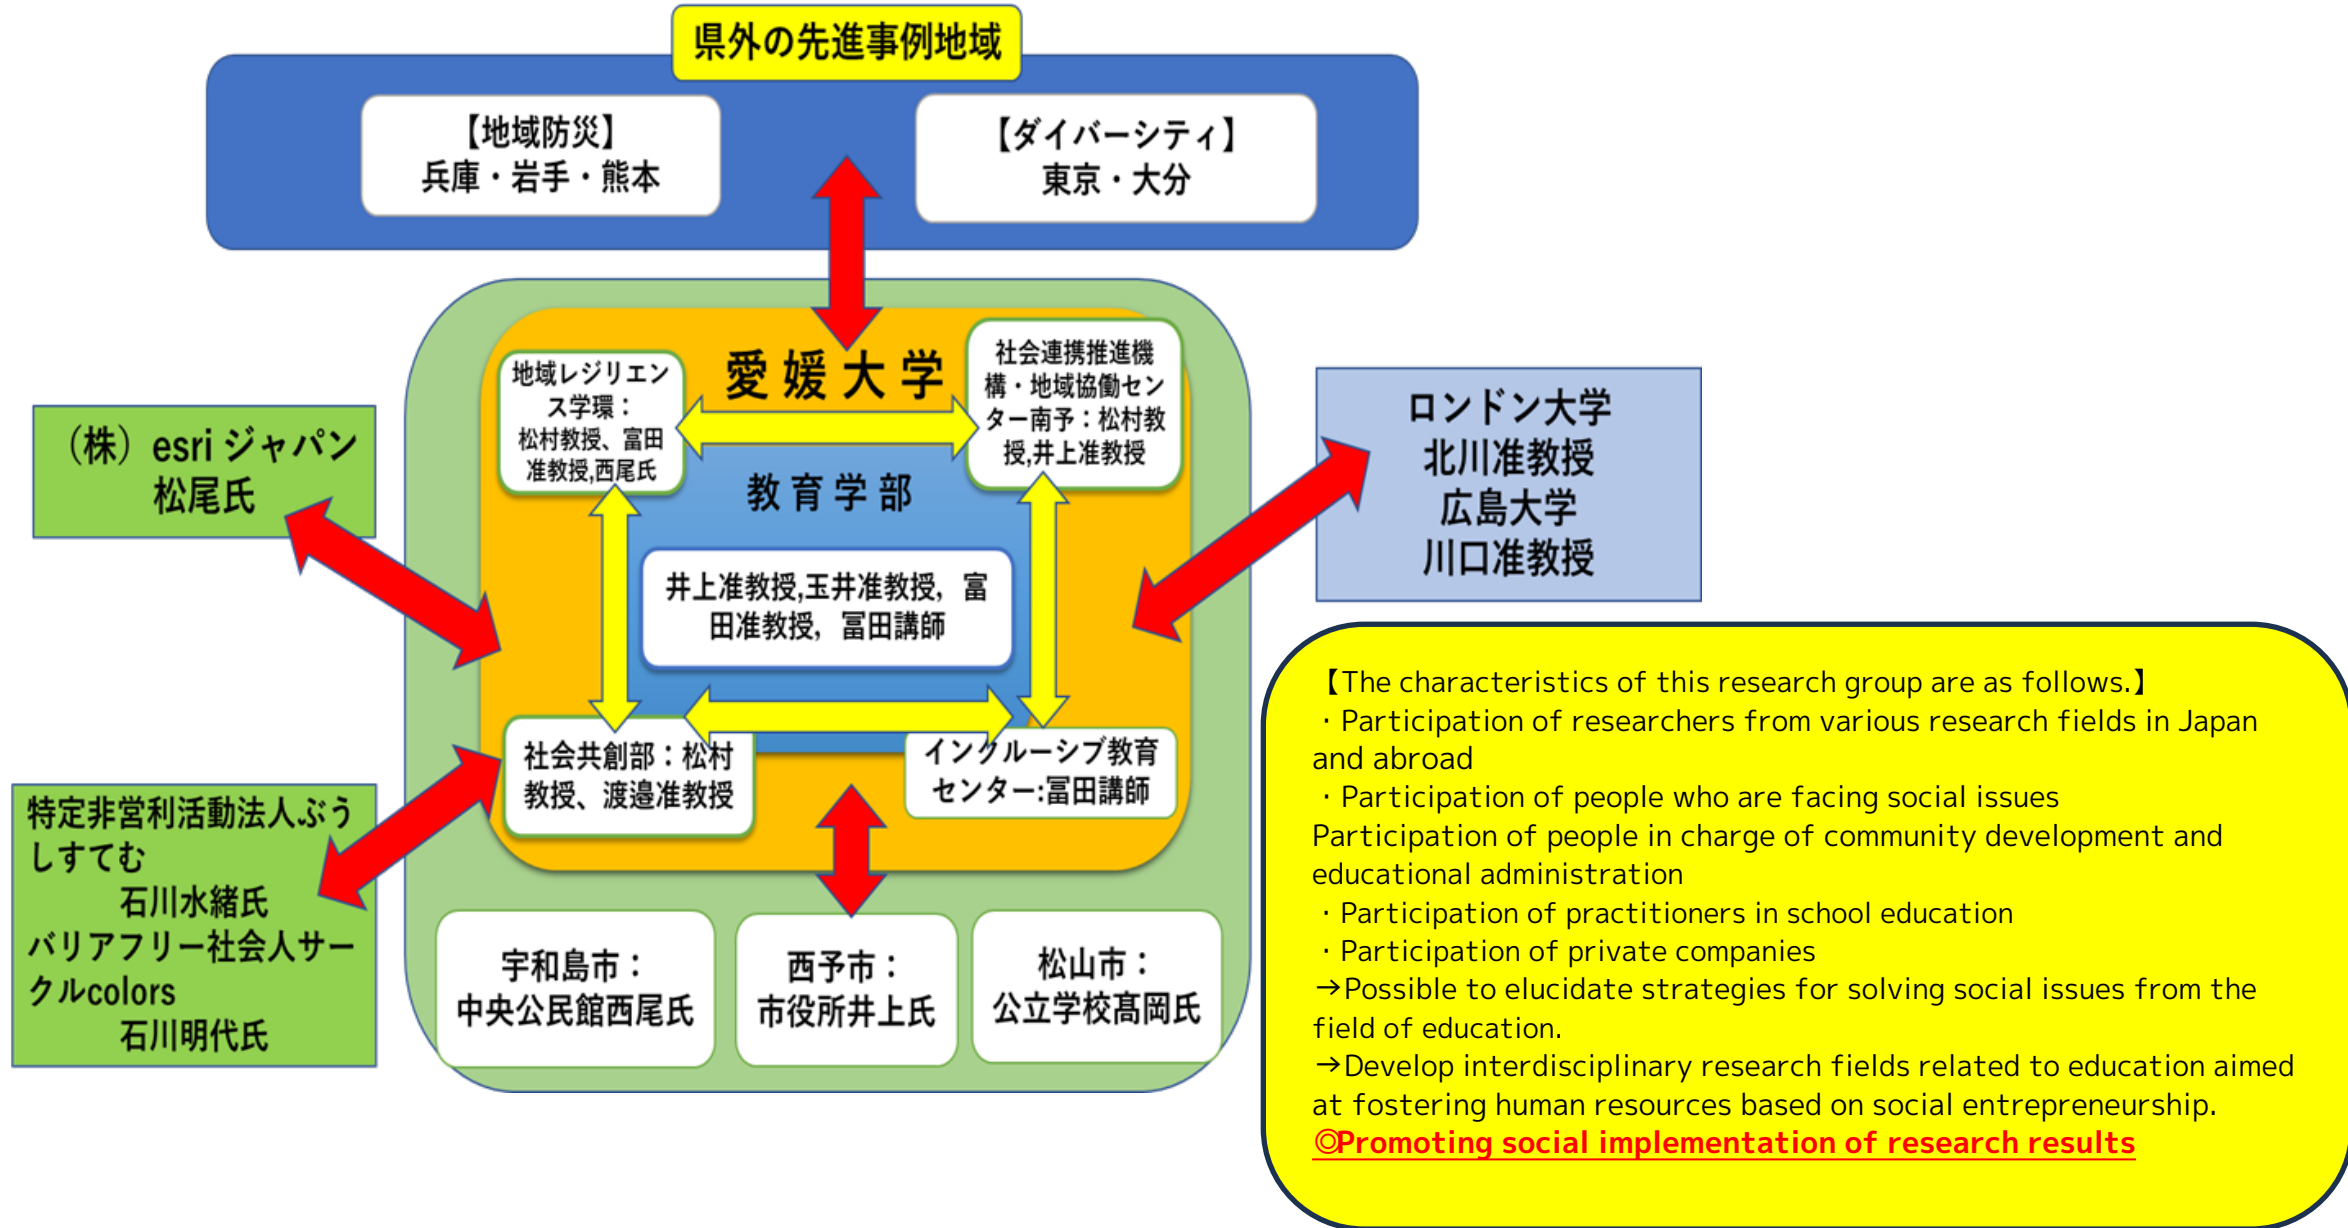 県外の先進事例地域
【地域防災】
兵庫・岩手・熊本
【ダイバーシティ】
東京・大分
愛媛大学
地域レジリエン
ス学環：
松村教授、富田
准教授,西尾氏
社会連携推進機
構・地域協働セン
ター南予：松村教
授,井上准教授
教育学部
井上准教授,玉井准教授，富
田准教授，冨田講師
社会共創部：松村
教授、渡邉准教授
インクルーシブ教育
センター:冨田講師
宇和島市：
中央公民館西尾氏
西予市：
市役所井上氏
松山市：
公立学校髙岡氏
（株）esri ジャパン
松尾氏
特定非営利活動法人ぶう
しすてむ
石川水緒氏
バリアフリー社会人サー
クルcolors
石川明代氏
ロンドン大学
北川准教授
広島大学
川口准教授
【The characteristics of this research group are as follows.】
・Participation of researchers from various research fields in Japan
and abroad
・Participation of people who are facing social issues
Participation of people in charge of community development and
educational administration
・Participation of practitioners in school education
・Participation of private companies
→Possible to elucidate strategies for solving social issues from the
field of education.
→Develop interdisciplinary research fields related to education aimed
at fostering human resources based on social entrepreneurship.
◎Promoting social implementation of research results